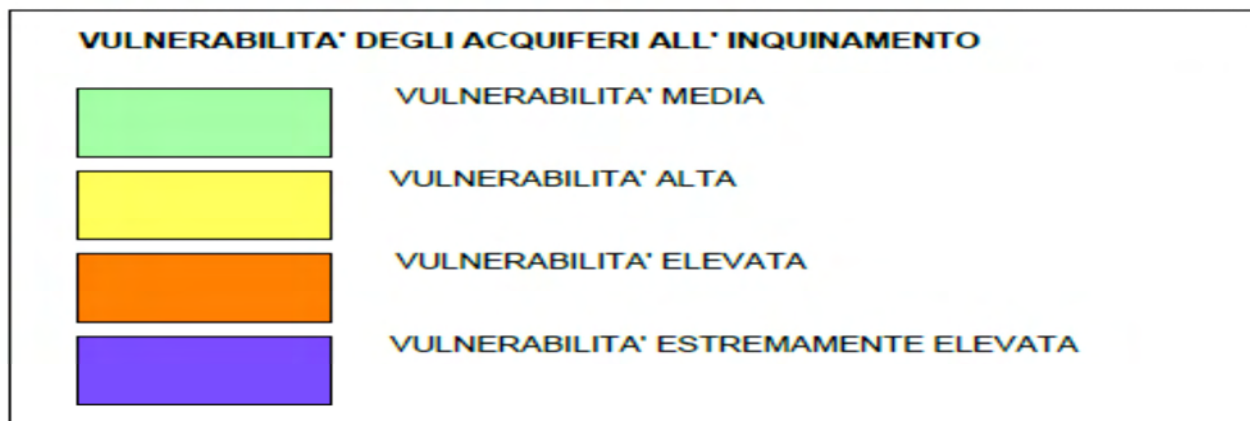 VULNERABILITA' DEGLI ACQUIFERI ALL' INQUINAMENTO
VULNERABILITA' MEDIA
VULNERABILITA' ALTA
VULNERABILITA' ELEVATA
VULNERABILITA' ESTREMAMENTE ELEVATA